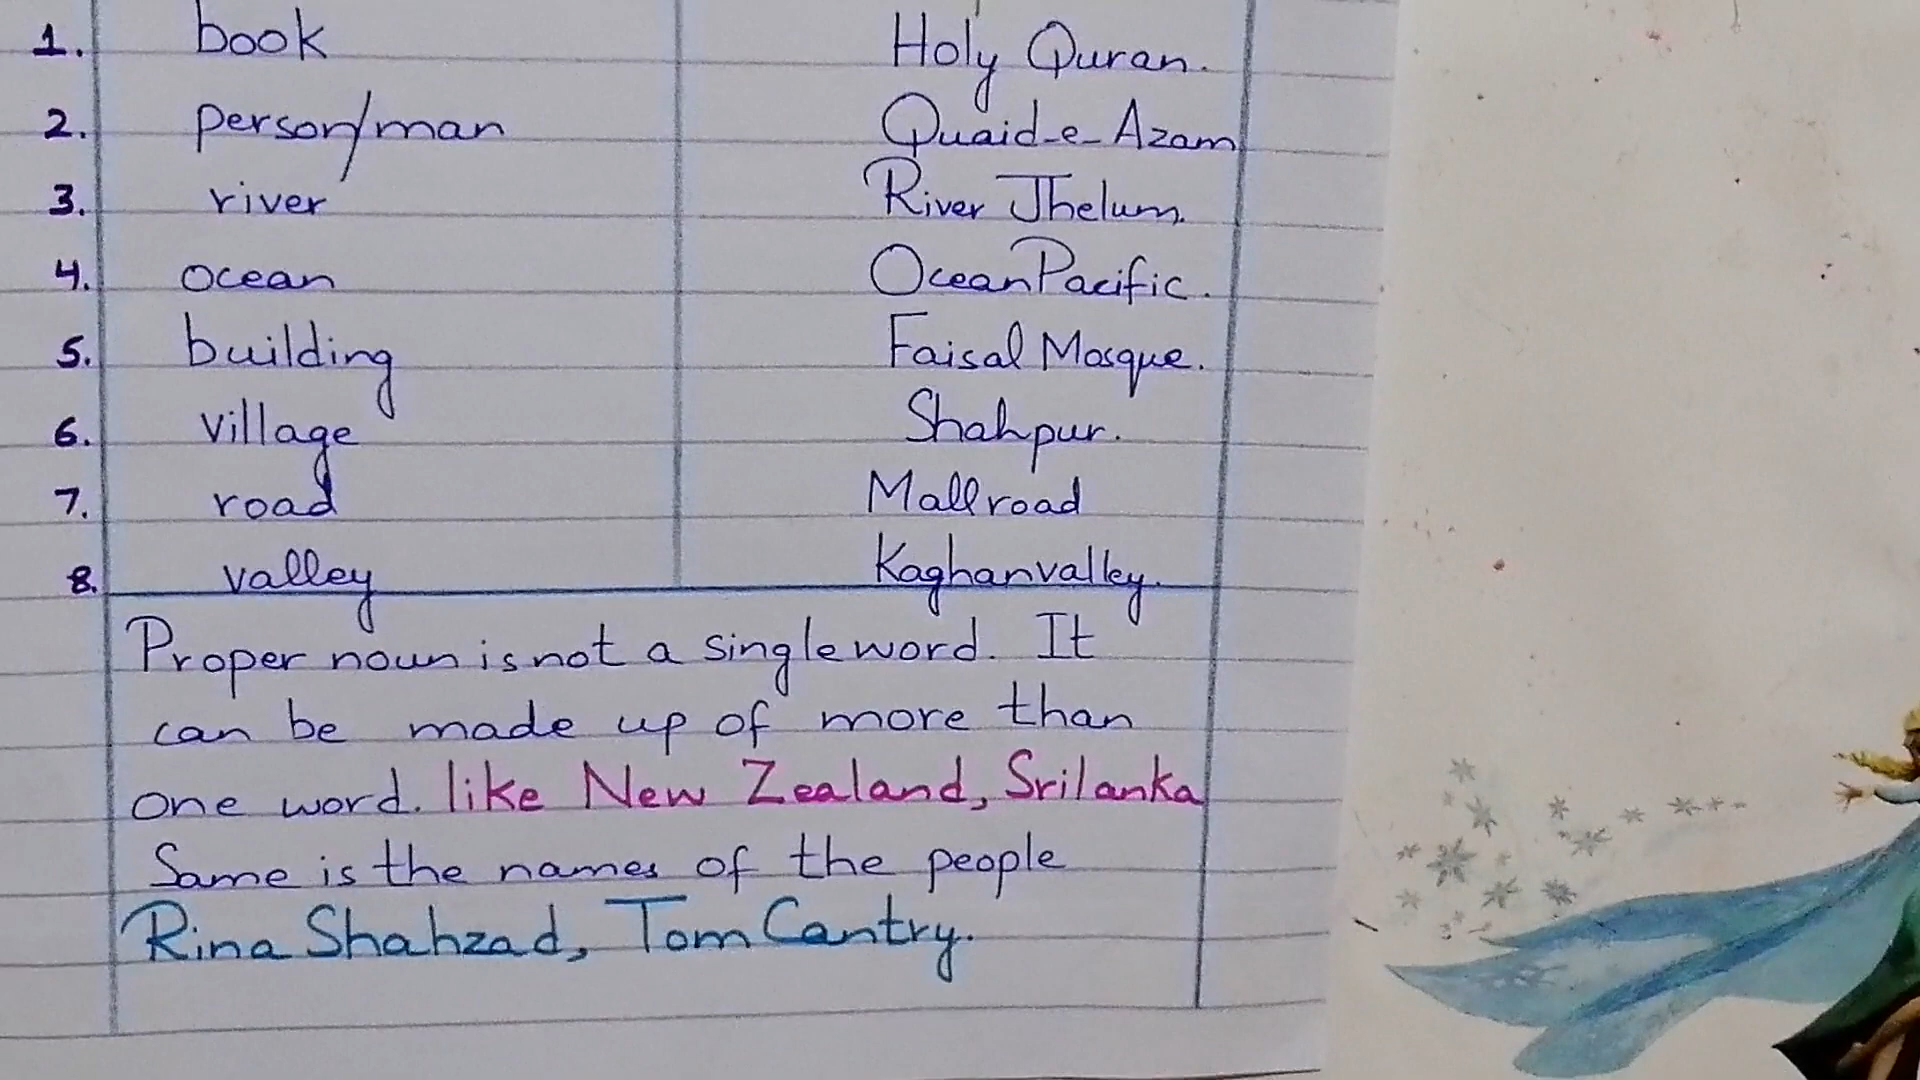 1. book Holy Quran.
2. person/man Quaid-e-Azam
3. river River Jhelum.
4. ocean Ocean Pacific.
5. building Faisal Mosque.
6. village Shahpur.
7. road Mall road
8. valley Kaghan valley.
Proper noun is not a single word. It
can be made up of more than
one word. like New Zealand, Srilanka
Same is the names of the people
Rina Shahzad, Tom Cantry.